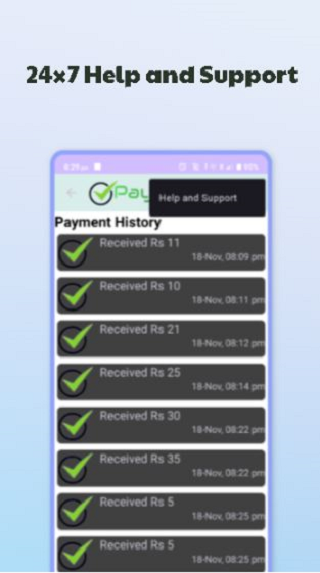 24×7 Help and Support
Pay
Help and Support
Payment History
Received Rs 11
18-Nov, 08:09 pm
Received Rs 10
18-Nov, 08:11 pm
Received Rs 21
18-Nov, 08:12 pm
Received Rs 25
18-Nov, 08:14 pm
Received Rs 30
18-Nov, 08:22 pm
Received Rs 35
18-Nov, 08:22 pm
Received Rs 5
18-Nov, 08:25 pm
Received Rs 5
18-Nov, 08:25 pm